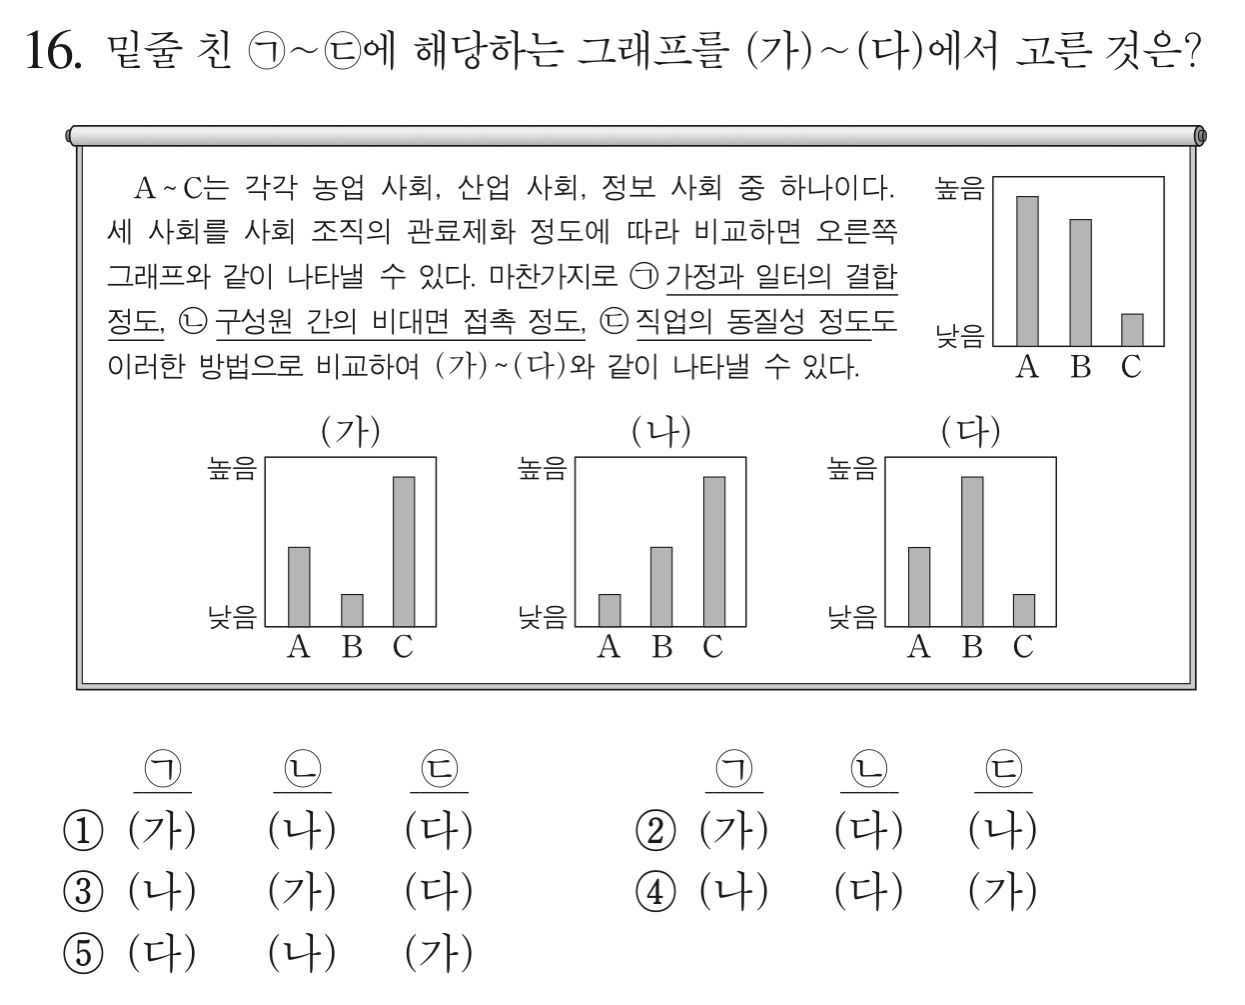 16. 밑줄 친 ㉠~㉢에 해당하는 그래프를 (가)~(다)에서 고른 것은?
A~C는 각각 농업 사회, 산업 사회, 정보 사회 중 하나이다.
세 사회를 사회 조직의 관료제화 정도에 따라 비교하면 오른쪽
그래프와 같이 나타낼 수 있다. 마찬가지로 ㉠ 가정과 일터의 결합
정도, ㉡ 구성원 간의 비대면 접촉 정도, ㉢ 직업의 동질성 정도도
이러한 방법으로 비교하여 (가)~(다)와 같이 나타낼 수 있다.
높음
낮음
A B C
(가) (나) (다)
높음 높음 높음
낮음 낮음 낮음
A B C A B C A B C
㉠ ㉡ ㉢ ㉠ ㉡ ㉢
① (가) (나) (다) ② (가) (다) (나)
③ (나) (가) (다) ④ (나) (다) (가)
⑤ (다) (나) (가)